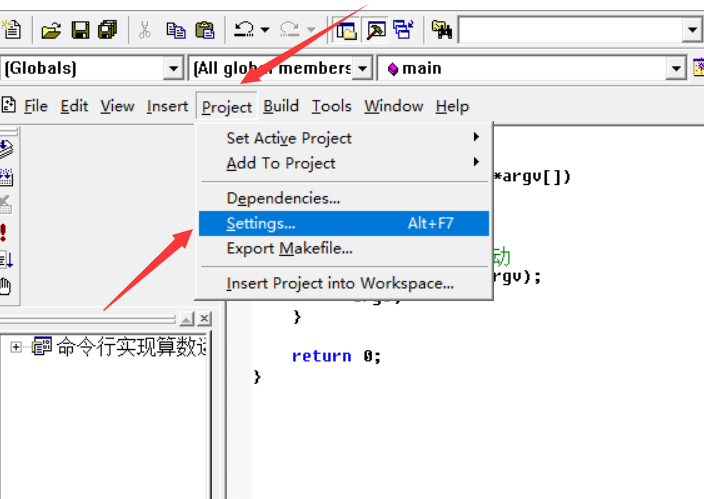 (Globals)
(All global members
main
File Edit View Insert Project Build Tools Window Help
Set Active Project
Add To Project
*argv[])
Dependencies...
Settings... Alt+F7
动
Export Makefile...
rgv);
Insert Project into Workspace...
}
命令行实现算数运
return 0;
}